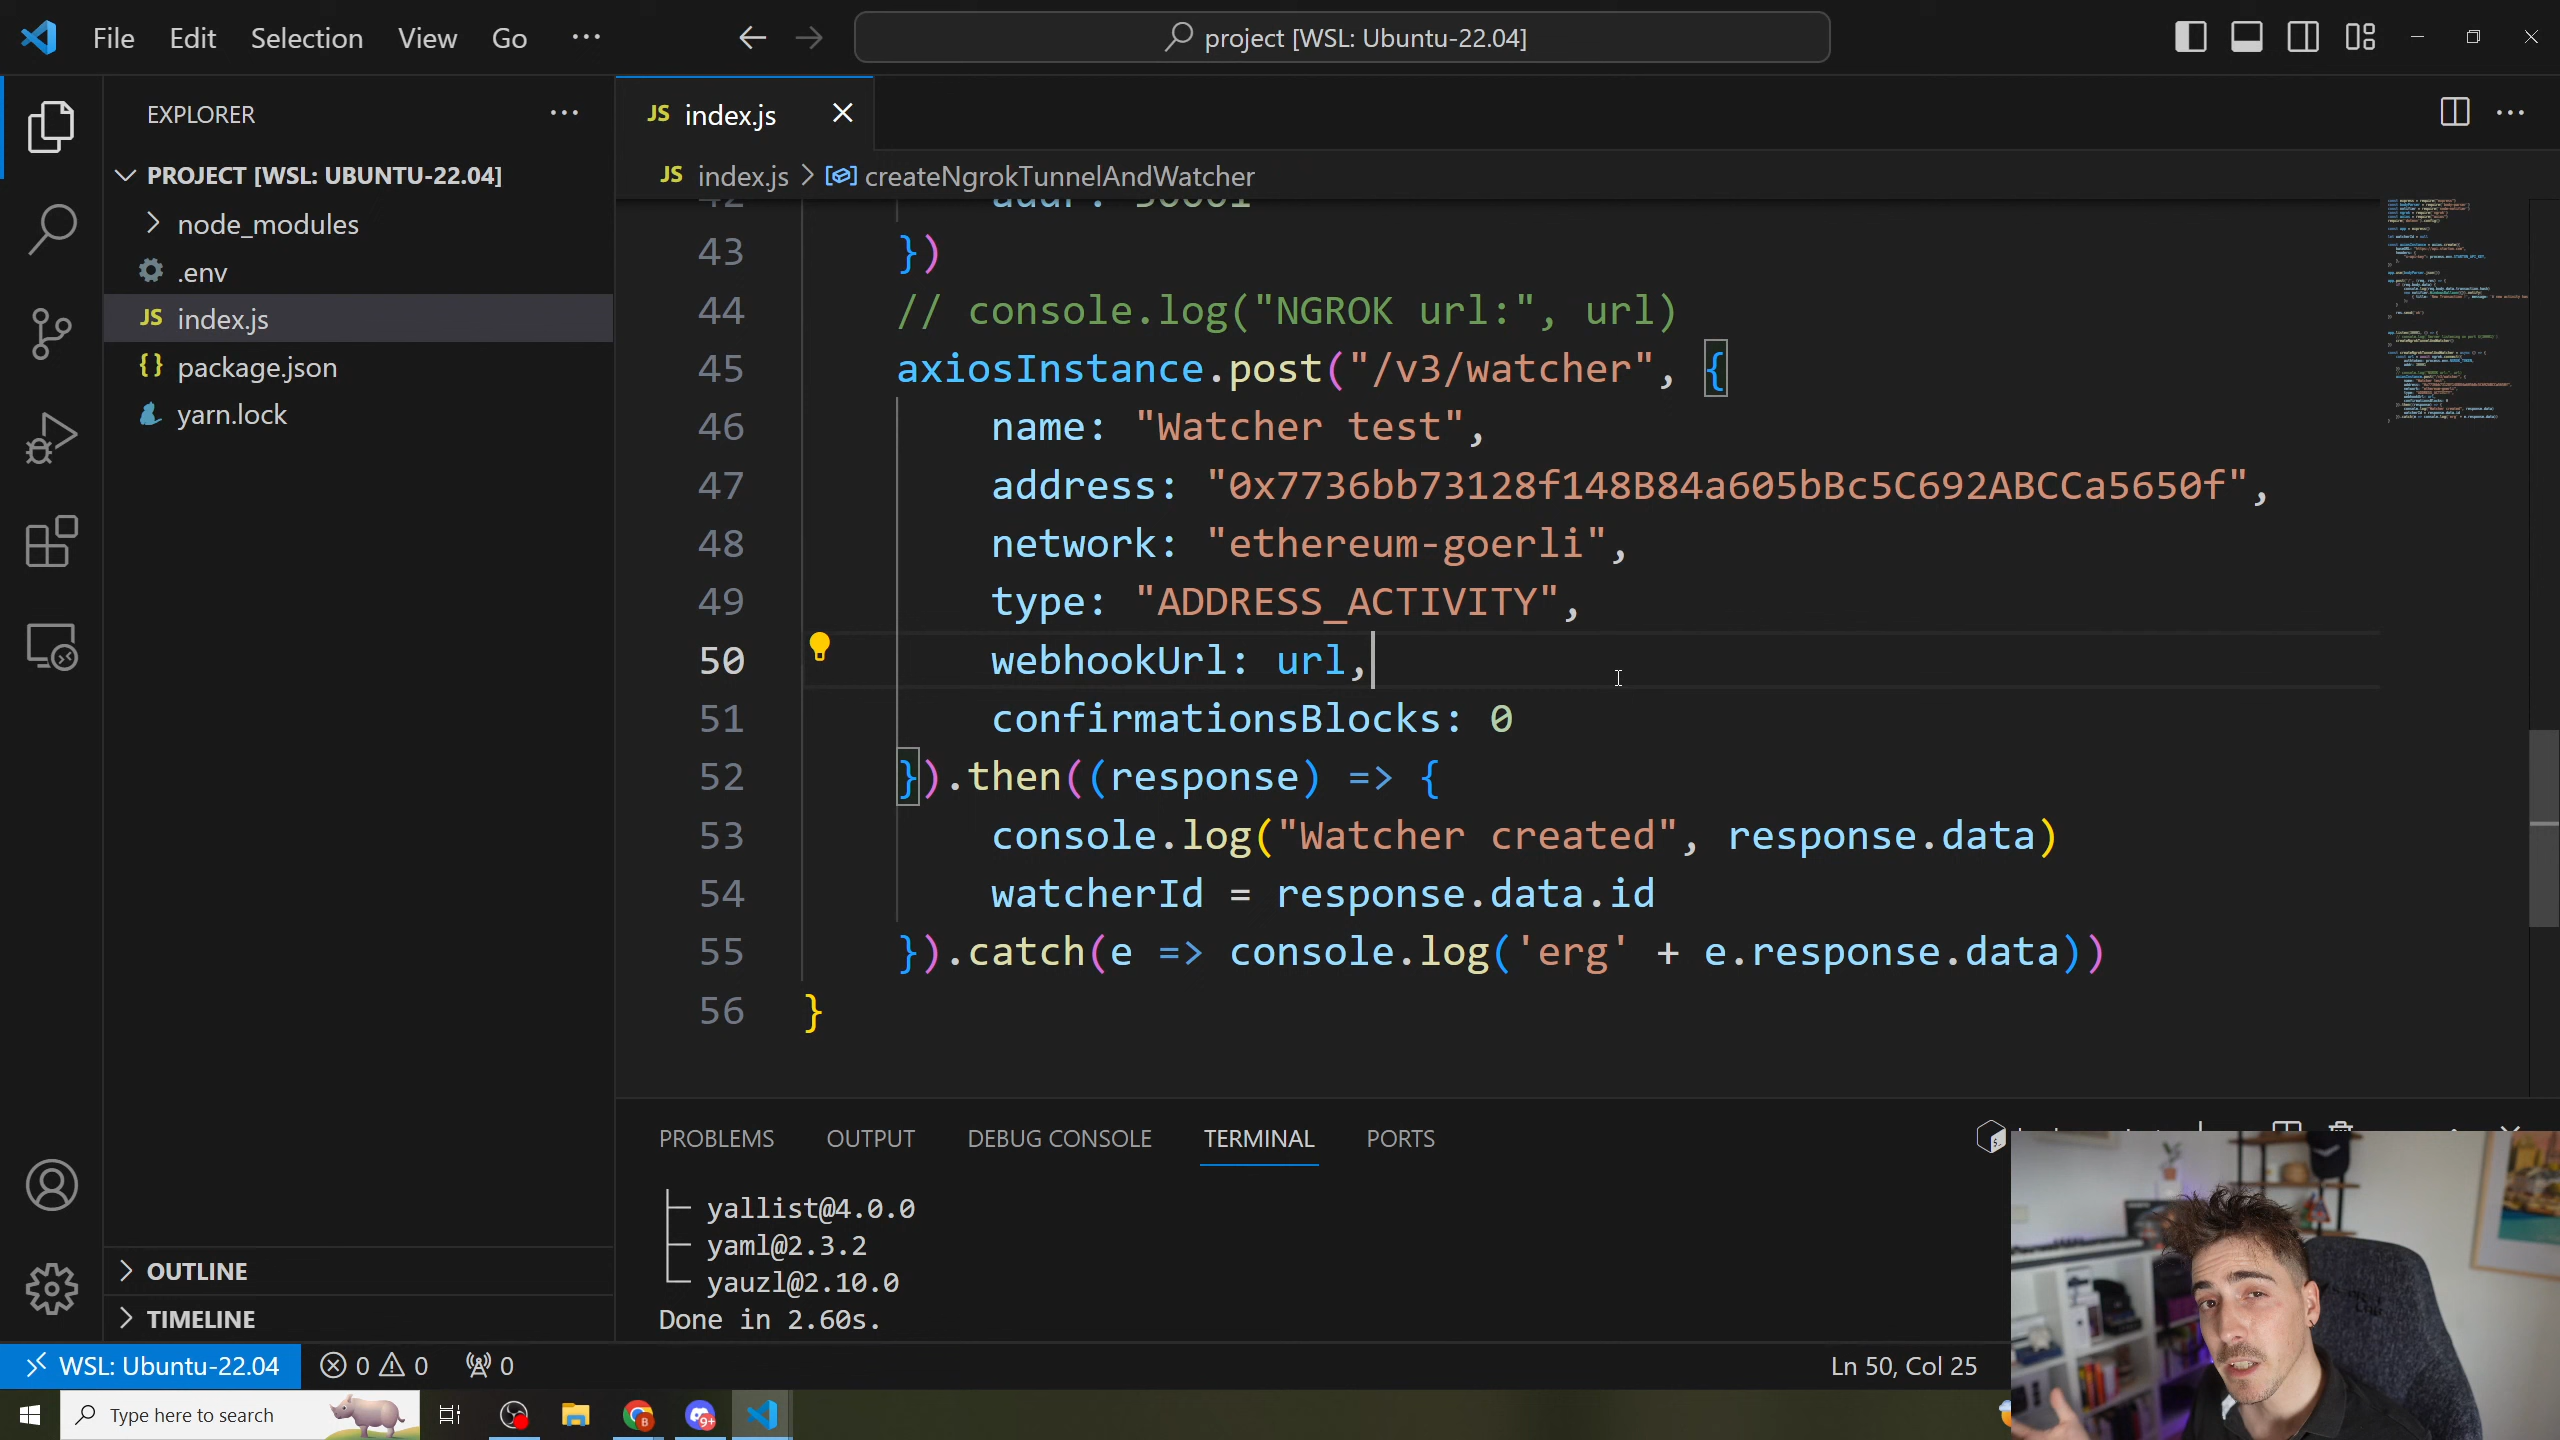 File Edit Selection View Go ···
project [WSL: Ubuntu-22.04]
EXPLORER
PROJECT [WSL: UBUNTU-22.04]
node_modules
.env
JS index.js
{} package.json
yarn.lock
OUTLINE
TIMELINE
JS index.js
JS index.js > createNgrokTunnelAndWatcher
43 })
44 // console.log("NGROK url:", url)
45 axiosInstance.post("/v3/watcher", {
46 name: "Watcher test",
47 address: "0x7736bb73128f148B84a605bBc5C692ABCCa5650f",
48 network: "ethereum-goerli",
49 type: "ADDRESS_ACTIVITY",
50 webhookUrl: url,
51 confirmationsBlocks: 0
52 }).then((response) => {
53 console.log("Watcher created", response.data)
54 watcherId = response.data.id
55 }).catch(e => console.log('erg' + e.response.data))
56 }
PROBLEMS OUTPUT DEBUG CONSOLE TERMINAL PORTS
├─ yallist@4.0.0
├─ yaml@2.3.2
└─ yauzl@2.10.0
Done in 2.60s.
WSL: Ubuntu-22.04 0 0 0 Ln 50, Col 25
Type here to search
B
9+